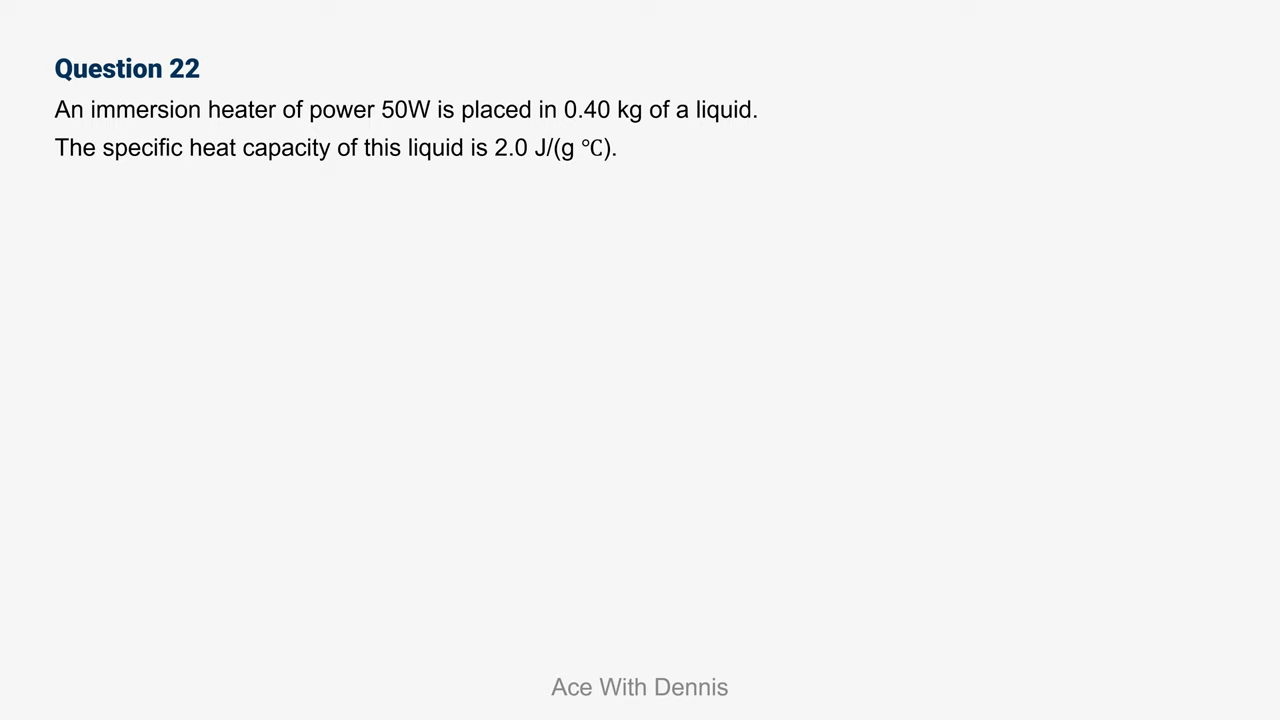 Question 22
An immersion heater of power 50W is placed in 0.40 kg of a liquid.
The specific heat capacity of this liquid is 2.0 J/(g ℃).
Ace With Dennis